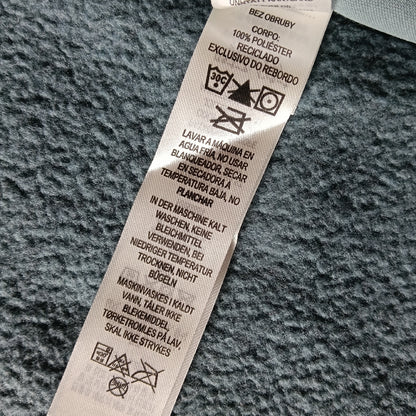 BEZ OBRUBY
CORPO:
100% POLIÉSTER
RECICLADO
EXCLUSIVO DO REBORDO
30C
LAVAR A MÁQUINA EN
AGUA FRÍA, NO USAR
BLANQUEADOR, SECAR
EN SECADORA A
TEMPERATURA BAJA, NO
PLANCHAR
IN DER MASCHINE KALT
WASCHEN, KEINE
BLEICHMITTEL
VERWENDEN, BEI
NIEDRIGER TEMPERATUR
TROCKNEN, NICHT
BÜGELN
MASKINVASKES I KALDT
VANN, TÅLER IKKE
BLEKEMIDLER
TØRKETROMLES PÅ LAV,
SKAL IKKE STRYKES